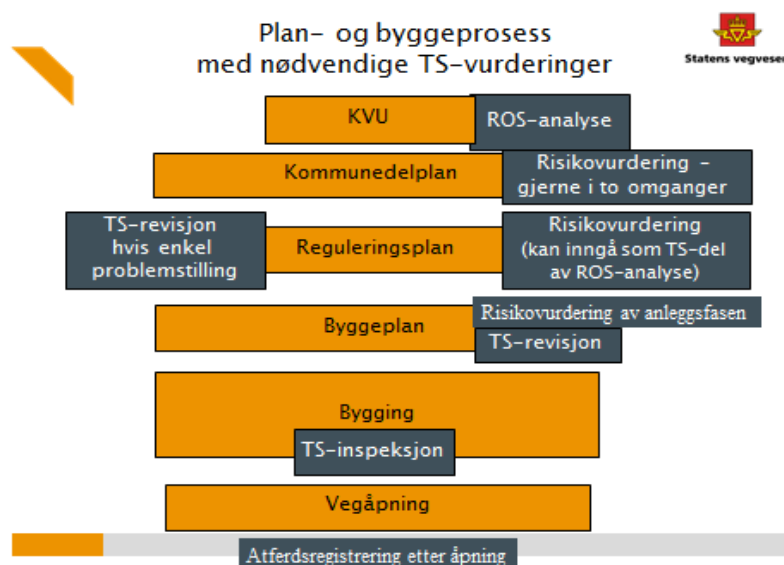 Plan- og byggeprosess
med nødvendige TS-vurderinger
Statens vegvesen
KVU
ROS-analyse
Kommunedelplan
Risikovurdering -
gjerne i to omganger
TS-revisjon
hvis enkel
problemstilling
Reguleringsplan
Risikovurdering
(kan inngå som TS-del
av ROS-analyse)
Risikovurdering av anleggsfasen
Byggeplan
TS-revisjon
Bygging
TS-inspeksjon
Vegåpning
Atferdsregistrering etter åpning